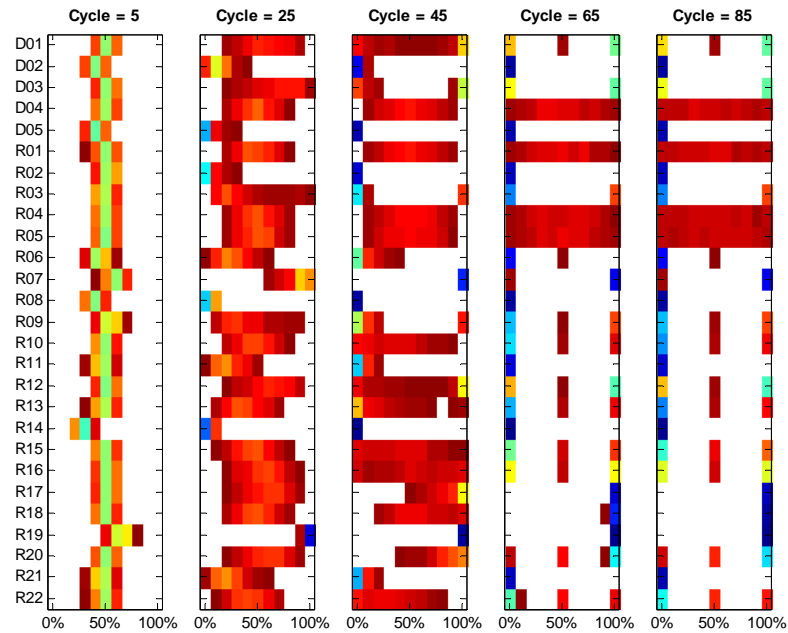 Cycle = 5 Cycle = 25 Cycle = 45 Cycle = 65 Cycle = 85
D01
D02
D03
D04
D05
R01
R02
R03
R04
R05
R06
R07
R08
R09
R10
R11
R12
R13
R14
R15
R16
R17
R18
R19
R20
R21
R22
0% 50% 100% 0% 50% 100% 0% 50% 100% 0% 50% 100% 0% 50% 100%